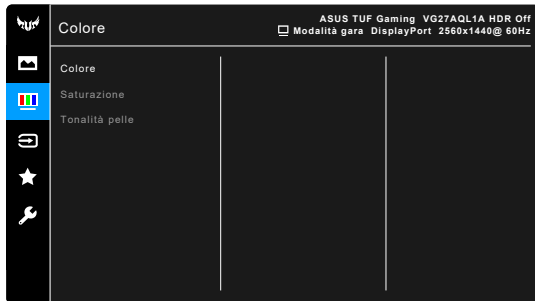 Colore
ASUS TUF Gaming VG27AQL1A HDR Off
Modalità gara DisplayPort 2560x1440@ 60Hz
Colore
Saturazione
Tonalità pelle